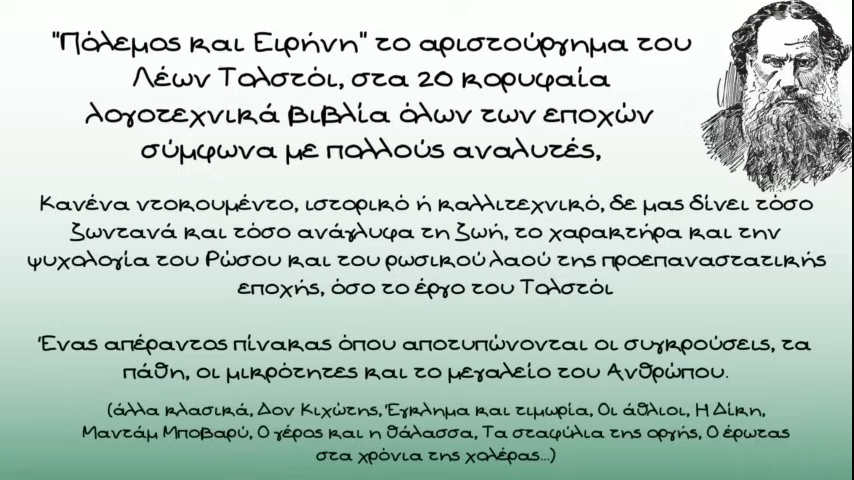 "Πόλεμος και Ειρήνη" το αριστούργημα του
Λέων Τολστόι, στα 20 κορυφαία
λογοτεχνικά βιβλία όλων των εποχών
σύμφωνα με πολλούς αναλυτές,
Κανένα ντοκουμέντο, ιστορικό ή καλλιτεχνικό, δε μας δίνει τόσο
ζωντανά και τόσο ανάγλυφα τη ζωή, το χαρακτήρα και την
ψυχολογία του Ρώσου και του ρωσικού λαού της προεπαναστατικής
εποχής, όσο το έργο του Τολστόι
Ένας απέραντος πίνακας όπου αποτυπώνονται οι συγκρούσεις, τα
πάθη, οι μικρότητες και το μεγαλείο του Ανθρώπου.
(άλλα κλασικά, Δον Κιχώτης, Έγκλημα και τιμωρία, Οι άθλιοι, Η Δίκη,
Μαντάμ Μποβαρύ, Ο γέρος και η θάλασσα, Τα σταφύλια της οργής, Ο έρωτας
στα χρόνια της χολέρας...)